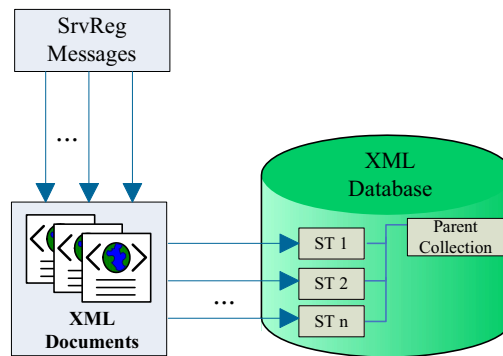 SrvReg
Messages
...
XML
Database
Parent
Collection
ST 1
ST 2
...
ST n
XML
Documents